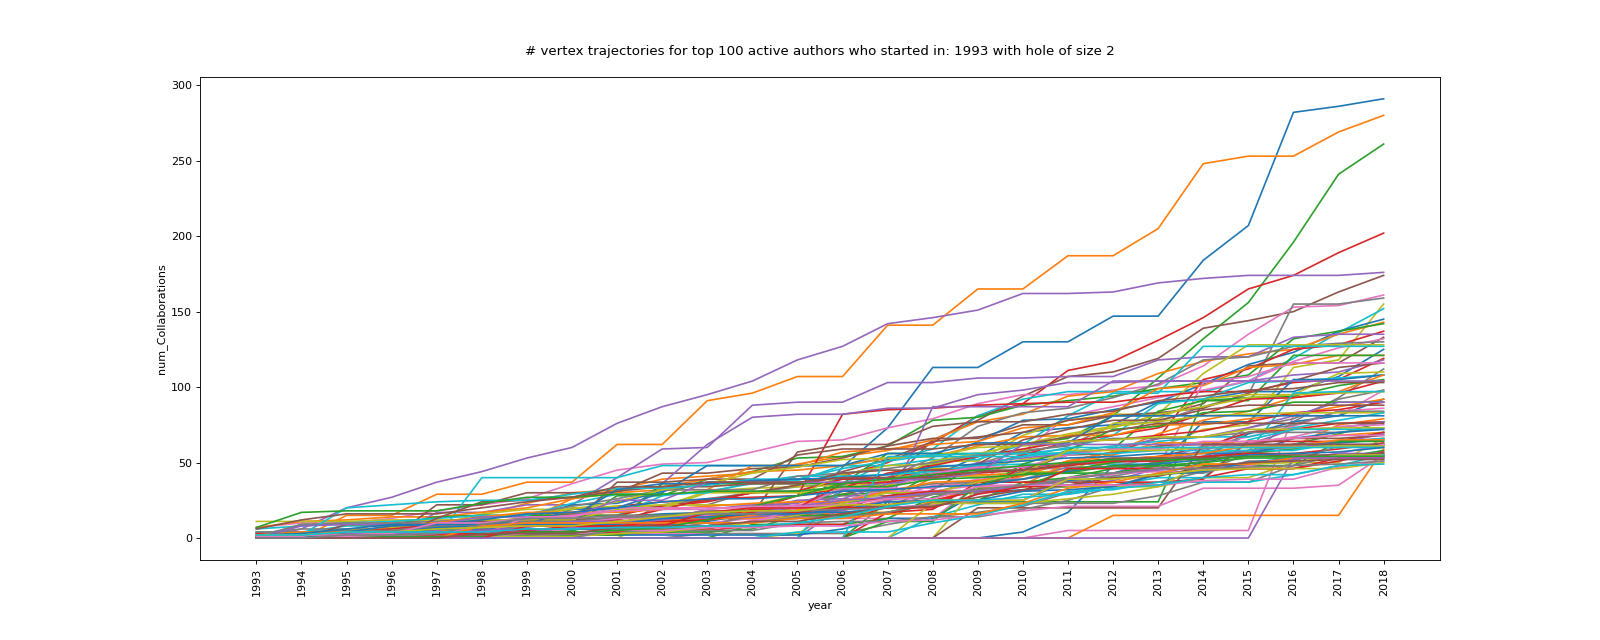 # vertex trajectories for top 100 active authors who started in: 1993 with hole of size 2
300
250
200
150
100
50
0
num_Collaborations
1993 1994 1995 1996 1997 1998 1999 2000 2001 2002 2003 2004 2005 2006 2007 2008 2009 2010 2011 2012 2013 2014 2015 2016 2017 2018
year